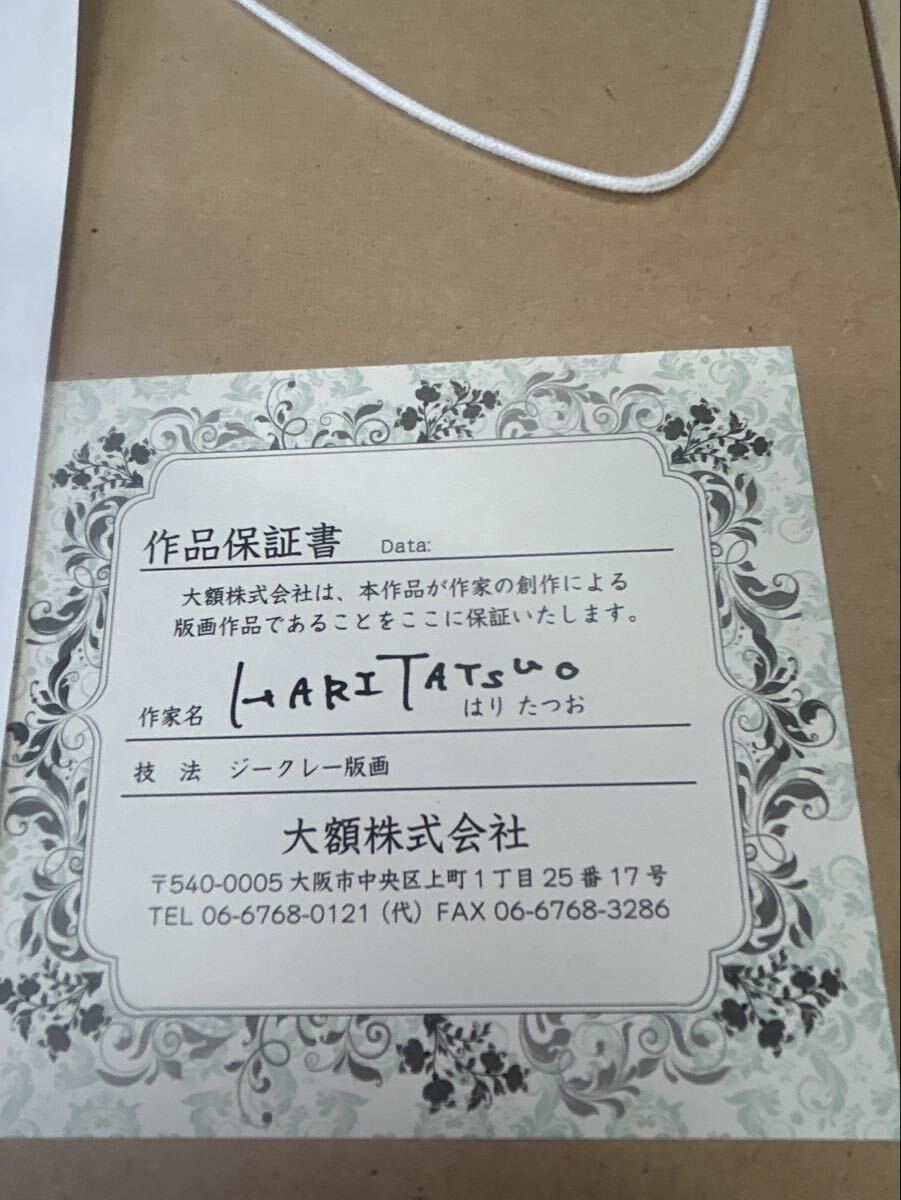 作品保証書 Data:
大額株式会社は、本作品が作家の創作による
版画作品であることをここに保証いたします。
作家名 HARI TATSUO
はり たつお
技 法 ジークレー版画
大額株式会社
〒540-0005 大阪市中央区上町1丁目25番17号
TEL 06-6768-0121（代）FAX 06-6768-3286